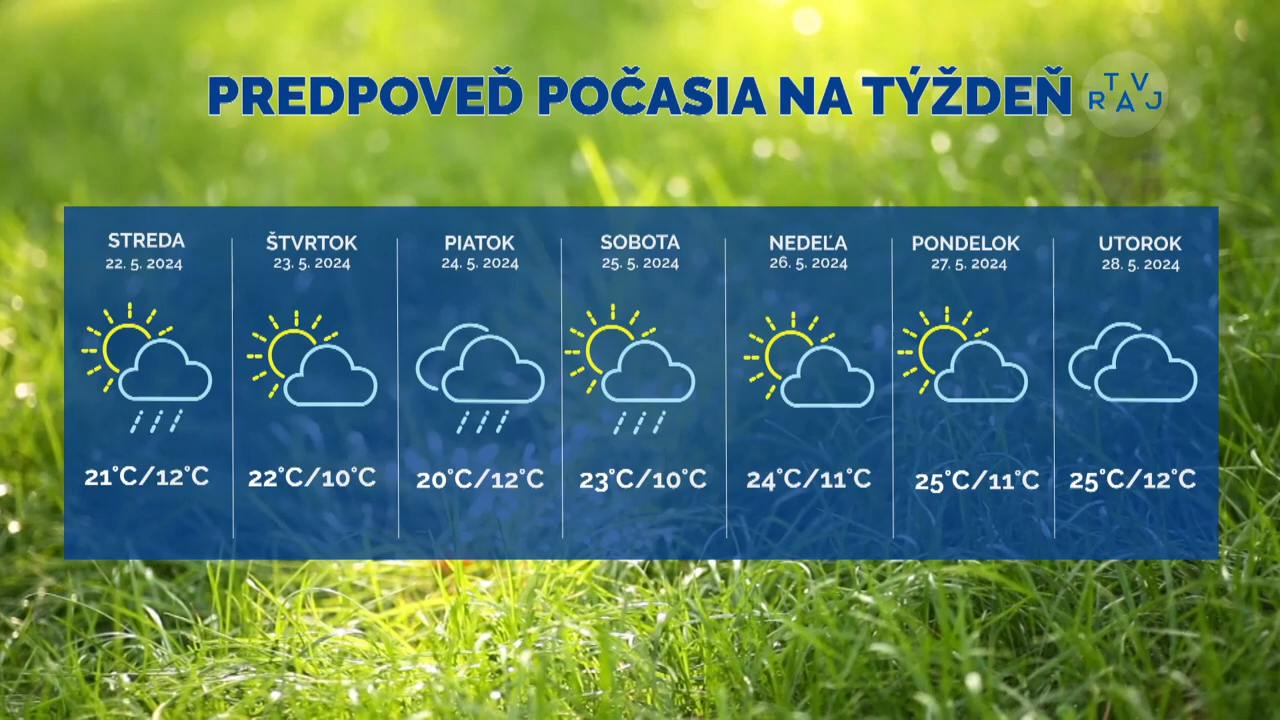 PREDPOVEĎ POČASIA NA TÝŽDEŇ
TV
RAJ
STREDA
22. 5. 2024
21°C/12°C
ŠTVRTOK
23. 5. 2024
22°C/10°C
PIATOK
24. 5. 2024
20°C/12°C
SOBOTA
25. 5. 2024
23°C/10°C
NEDEĽA
26. 5. 2024
24°C/11°C
PONDELOK
27. 5. 2024
25°C/11°C
UTOROK
28. 5. 2024
25°C/12°C